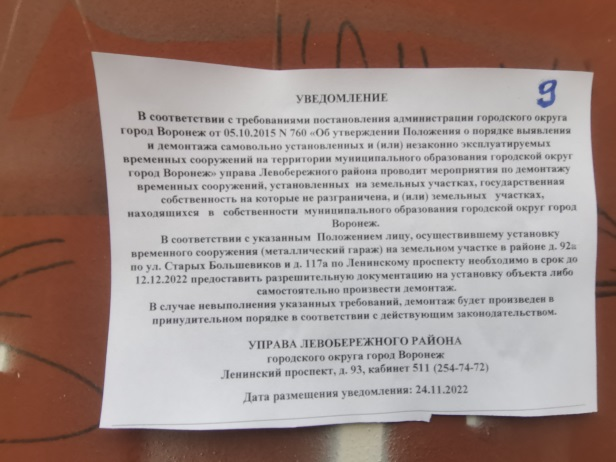 9
УВЕДОМЛЕНИЕ
В соответствии с требованиями постановления администрации городского округа
город Воронеж от 05.10.2015 N 760 «Об утверждении Положения о порядке выявления
и демонтажа самовольно установленных и (или) незаконно эксплуатируемых
временных сооружений на территории муниципального образования городской округ
город Воронеж» управа Левобережного района проводит мероприятия по демонтажу
временных сооружений, установленных на земельных участках, государственная
собственность на которые не разграничена, и (или) земельных участках,
находящихся в собственности муниципального образования городской округ город
Воронеж.
В соответствии с указанным Положением лицу, осуществившему установку
временного сооружения (металлический гараж) на земельном участке в районе д. 92
по ул. Старых Большевиков и д. 117а по Ленинскому проспекту необходимо в срок до
12.12.2022 предоставить разрешительную документацию на установку объекта либо
самостоятельно произвести демонтаж.
В случае невыполнения указанных требований, демонтаж будет произведен в
принудительном порядке в соответствии с действующим законодательством.
УПРАВА ЛЕВОБЕРЕЖНОГО РАЙОНА
городского округа город Воронеж
Ленинский проспект, д. 93, кабинет 511 (254-74-72)
Дата размещения уведомления: 24.11.2022